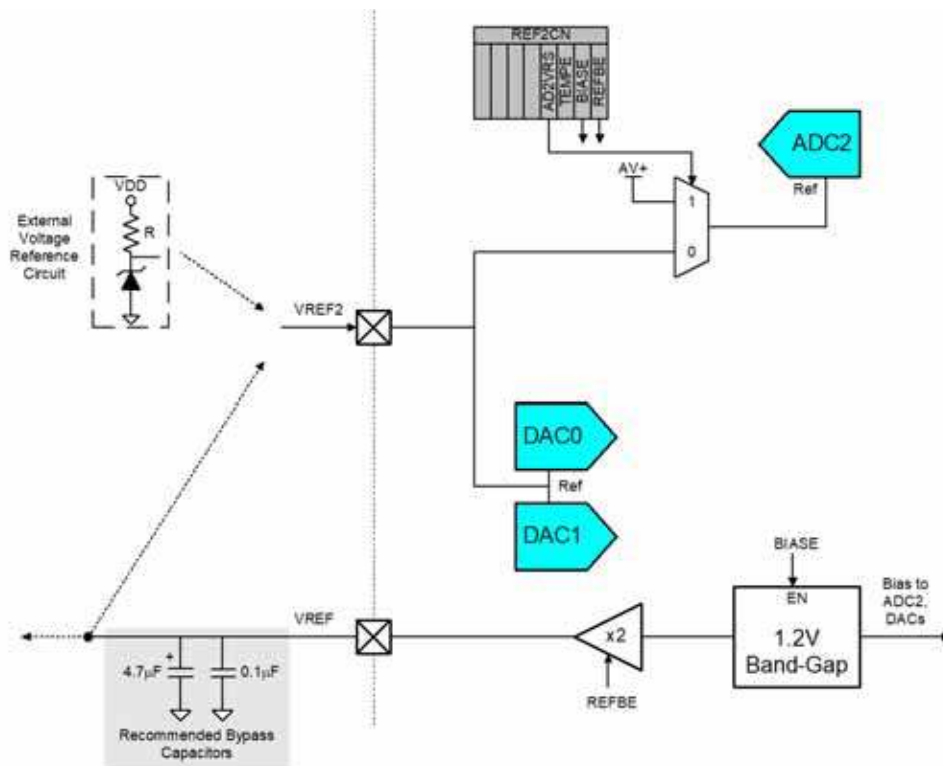 REF2CN
AD2VRS
TEMPE
BIASE
REFBE
ADC2
Ref
AV+
1
0
VDD
R
External
Voltage
Reference
Circuit
VREF2
DAC0
Ref
DAC1
BIASE
EN
1.2V
Band-Gap
Bias to
ADC2,
DACs
x2
REFBE
VREF
+
4.7µF
0.1µF
Recommended Bypass
Capacitors